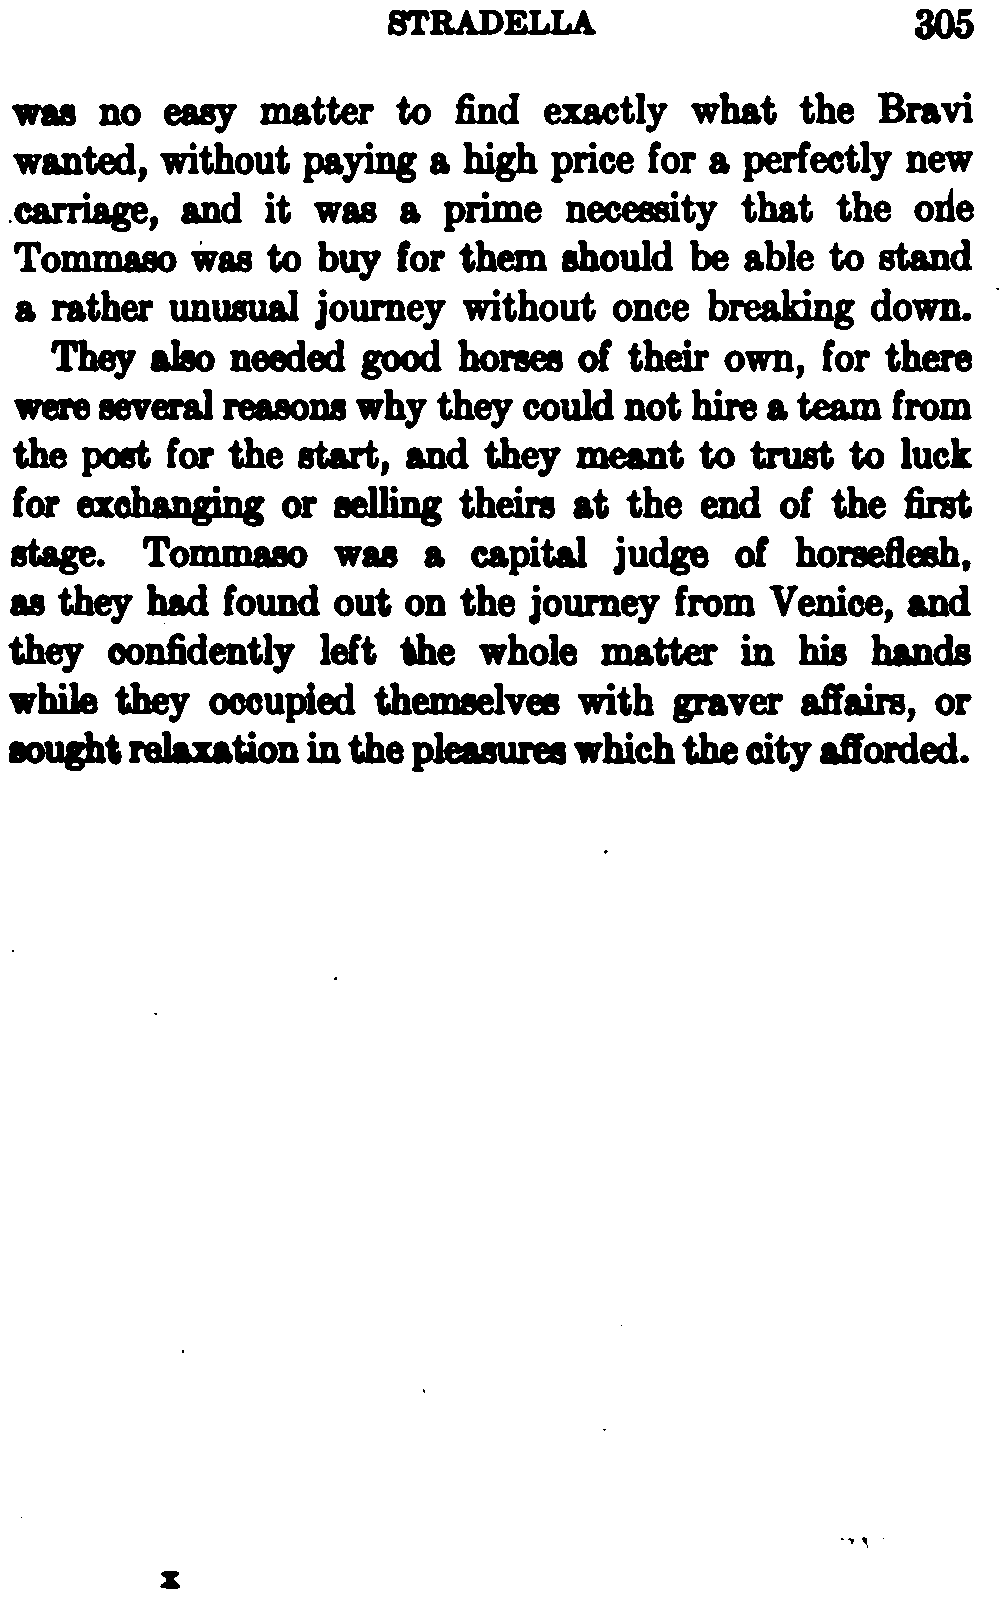 STRADELLA 305
was no easy matter to find exactly what the Bravi
wanted, without paying a high price for a perfectly new
carriage, and it was a prime necessity that the one
Tommaso was to buy for them should be able to stand
a rather unusual journey without once breaking down.
They also needed good horses of their own, for there
were several reasons why they could not hire a team from
the post for the start, and they meant to trust to luck
for exchanging or selling theirs at the end of the first
stage. Tommaso was a capital judge of horseflesh,
as they had found out on the journey from Venice, and
they confidently left the whole matter in his hands
while they occupied themselves with graver affairs, or
sought relaxation in the pleasures which the city afforded.
X